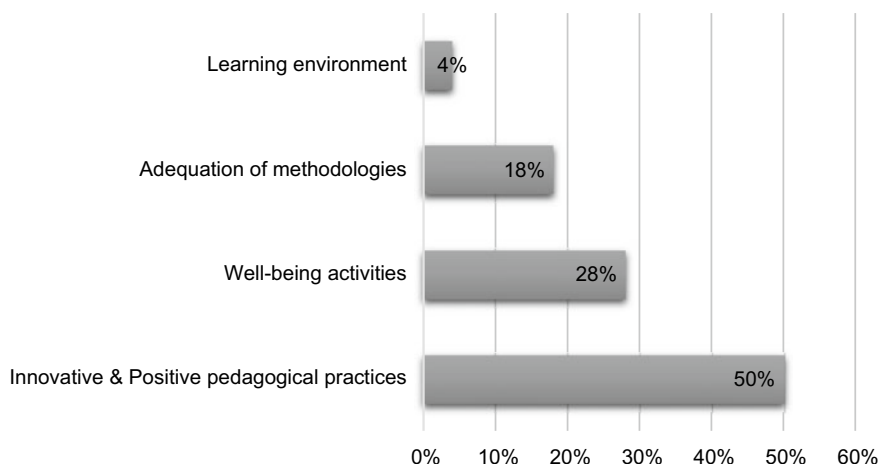 Learning environment 4%
Adequation of methodologies 18%
Well-being activities 28%
Innovative & Positive pedagogical practices 50%
0% 10% 20% 30% 40% 50% 60%